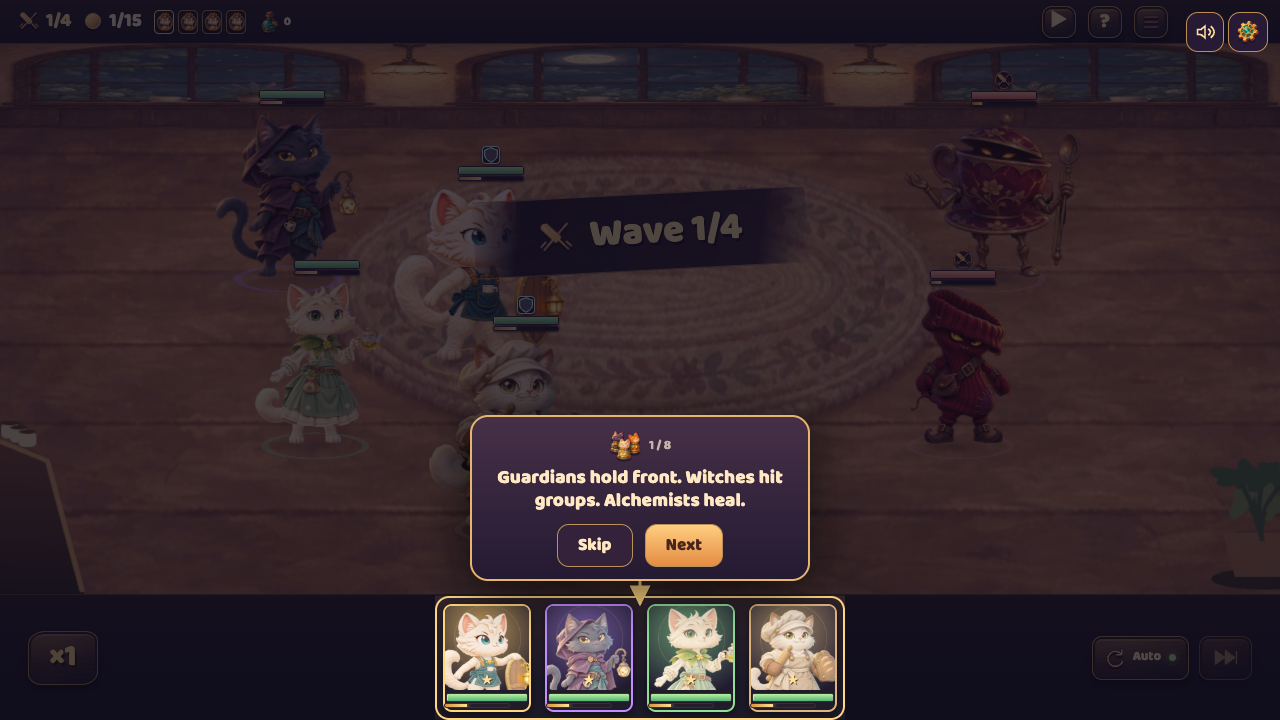 1/4
1/15
0
?
Wave 1/4
1/8
Guardians hold front. Witches hit
groups. Alchemists heal.
Skip
Next
×1
Auto